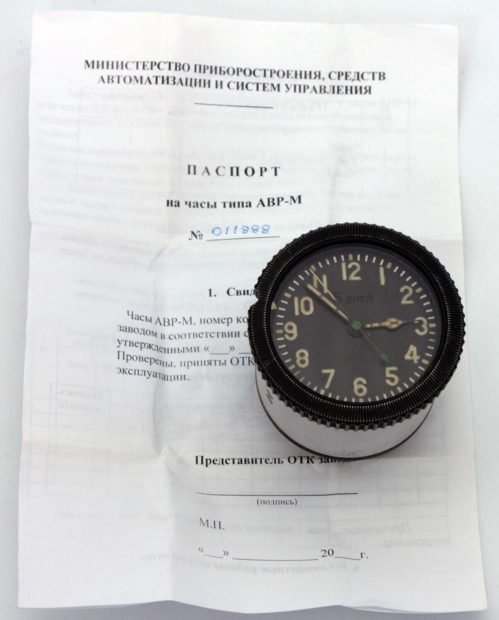 МИНИСТЕРСТВО ПРИБОРОСТРОЕНИЯ, СРЕДСТВ
АВТОМАТИЗАЦИИ И СИСТЕМ УПРАВЛЕНИЯ
ПАСПОРТ
на часы типа АВР-М
№ 011888
1. Свид
Часы АВР-М, номер ко
заводом в соответствии с
утвержденными «___»
Проверены, приняты ОТК
эксплуатации.
12
1
2
3
4
5
6
7
8
9
10
11
5 ДНЕЙ
Представитель ОТК завод
(подпись)
М.П.
«___» ____________ 20___г.